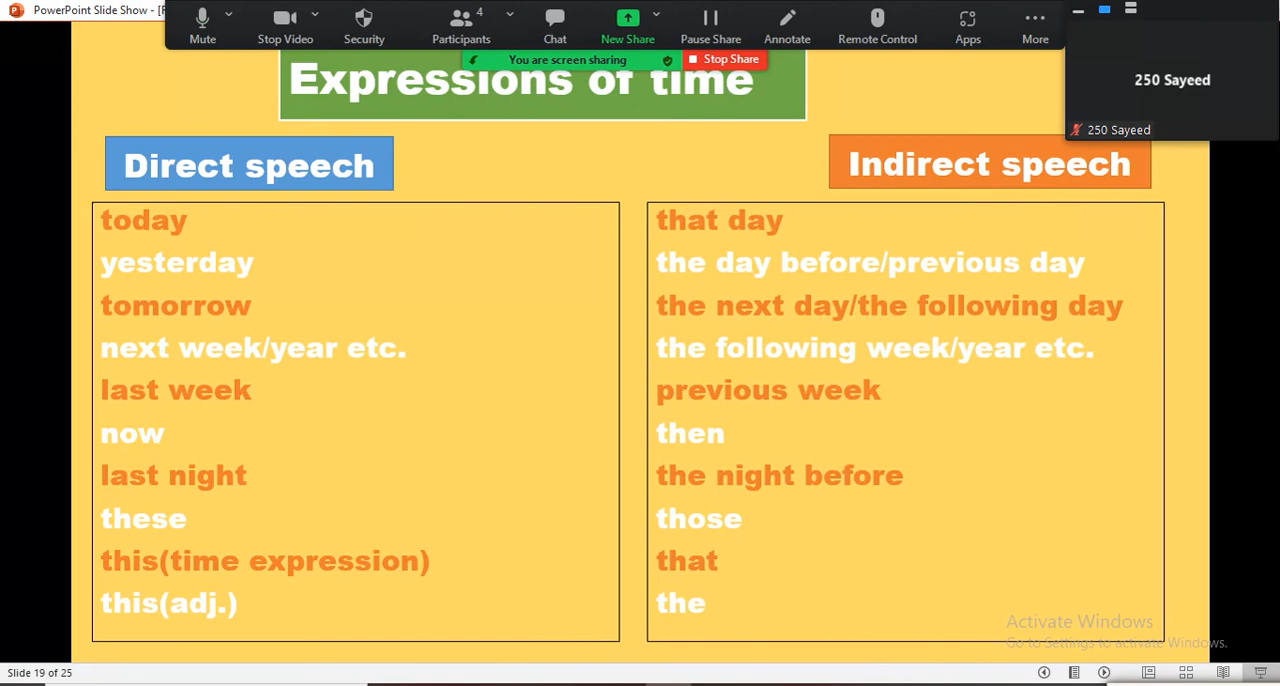 PowerPoint Slide Show - [F
Mute
Stop Video
Security
4
Participants
Chat
New Share
Pause Share
Annotate
Remote Control
Apps
More
You are screen sharing
Stop Share
250 Sayeed
250 Sayeed
Expressions of time
Direct speech
Indirect speech
today
yesterday
tomorrow
next week/year etc.
last week
now
last night
these
this(time expression)
this(adj.)
that day
the day before/previous day
the next day/the following day
the following week/year etc.
previous week
then
the night before
those
that
the
Activate Windows
Go to Settings to activate Windows.
Slide 19 of 25